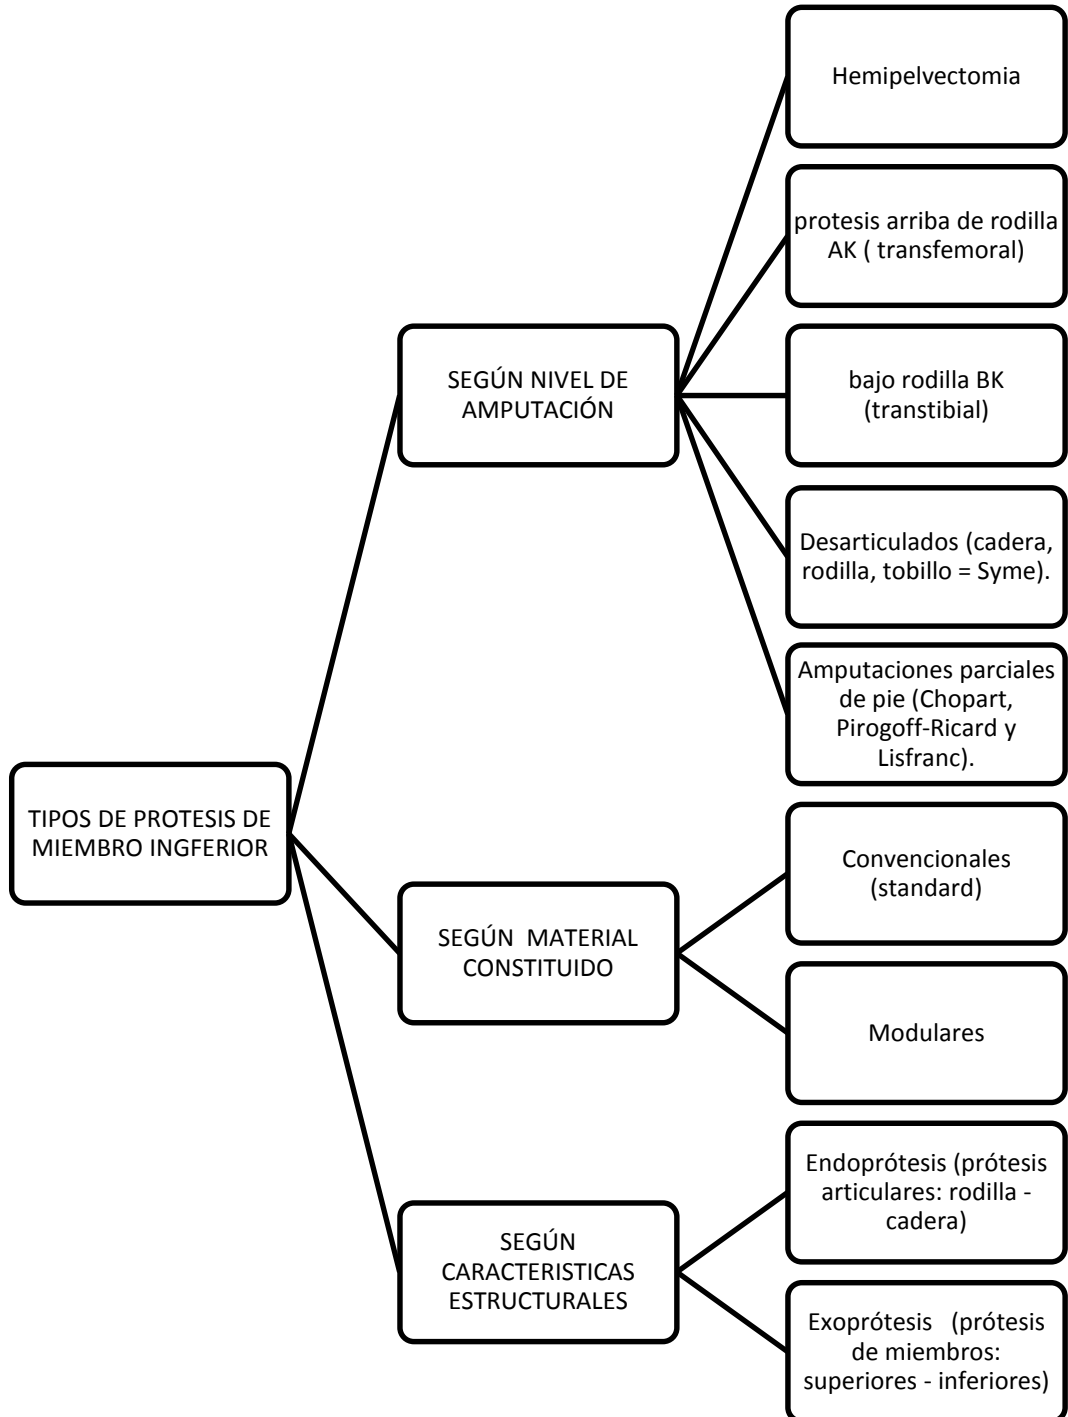 Hemipelvectomia
protesis arriba de rodilla
AK ( transfemoral)
SEGÚN NIVEL DE
AMPUTACIÓN
bajo rodilla BK
(transtibial)
Desarticulados (cadera,
rodilla, tobillo = Syme).
Amputaciones parciales
de pie (Chopart,
Pirogoff-Ricard y
Lisfranc).
TIPOS DE PROTESIS DE
MIEMBRO INGFERIOR
Convencionales
(standard)
SEGÚN MATERIAL
CONSTITUIDO
Modulares
Endoprótesis (prótesis
articulares: rodilla -
cadera)
SEGÚN
CARACTERISTICAS
ESTRUCTURALES
Exoprótesis (prótesis
de miembros:
superiores - inferiores)